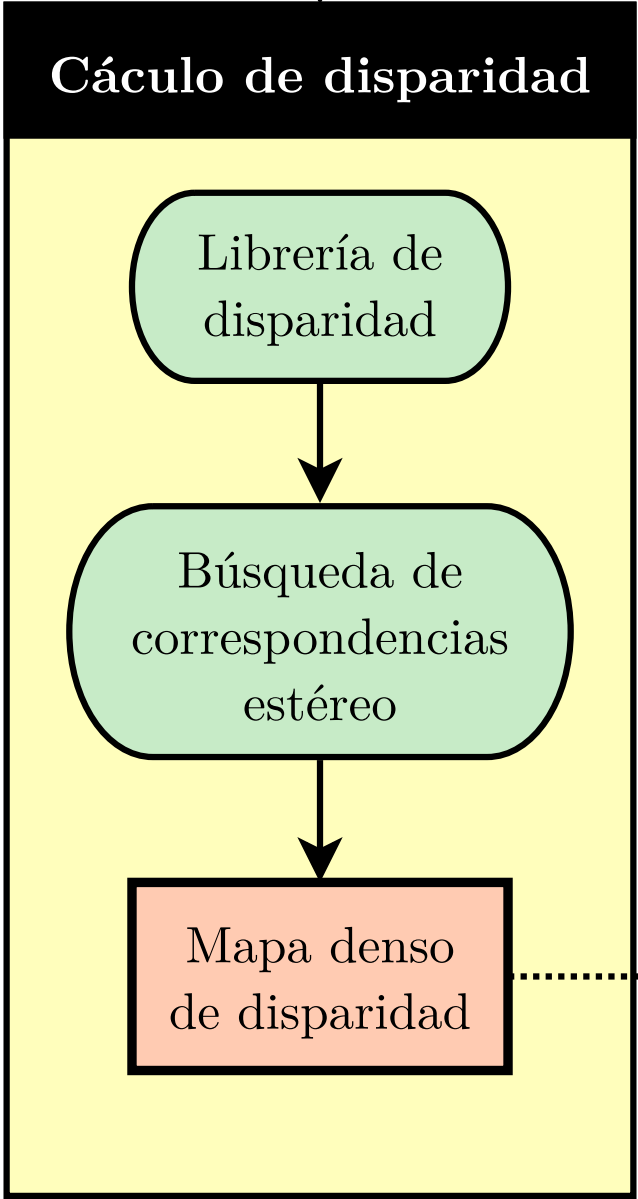 Cáculo de disparidad
Librería de
disparidad
Búsqueda de
correspondencias
estéreo
Mapa denso
de disparidad